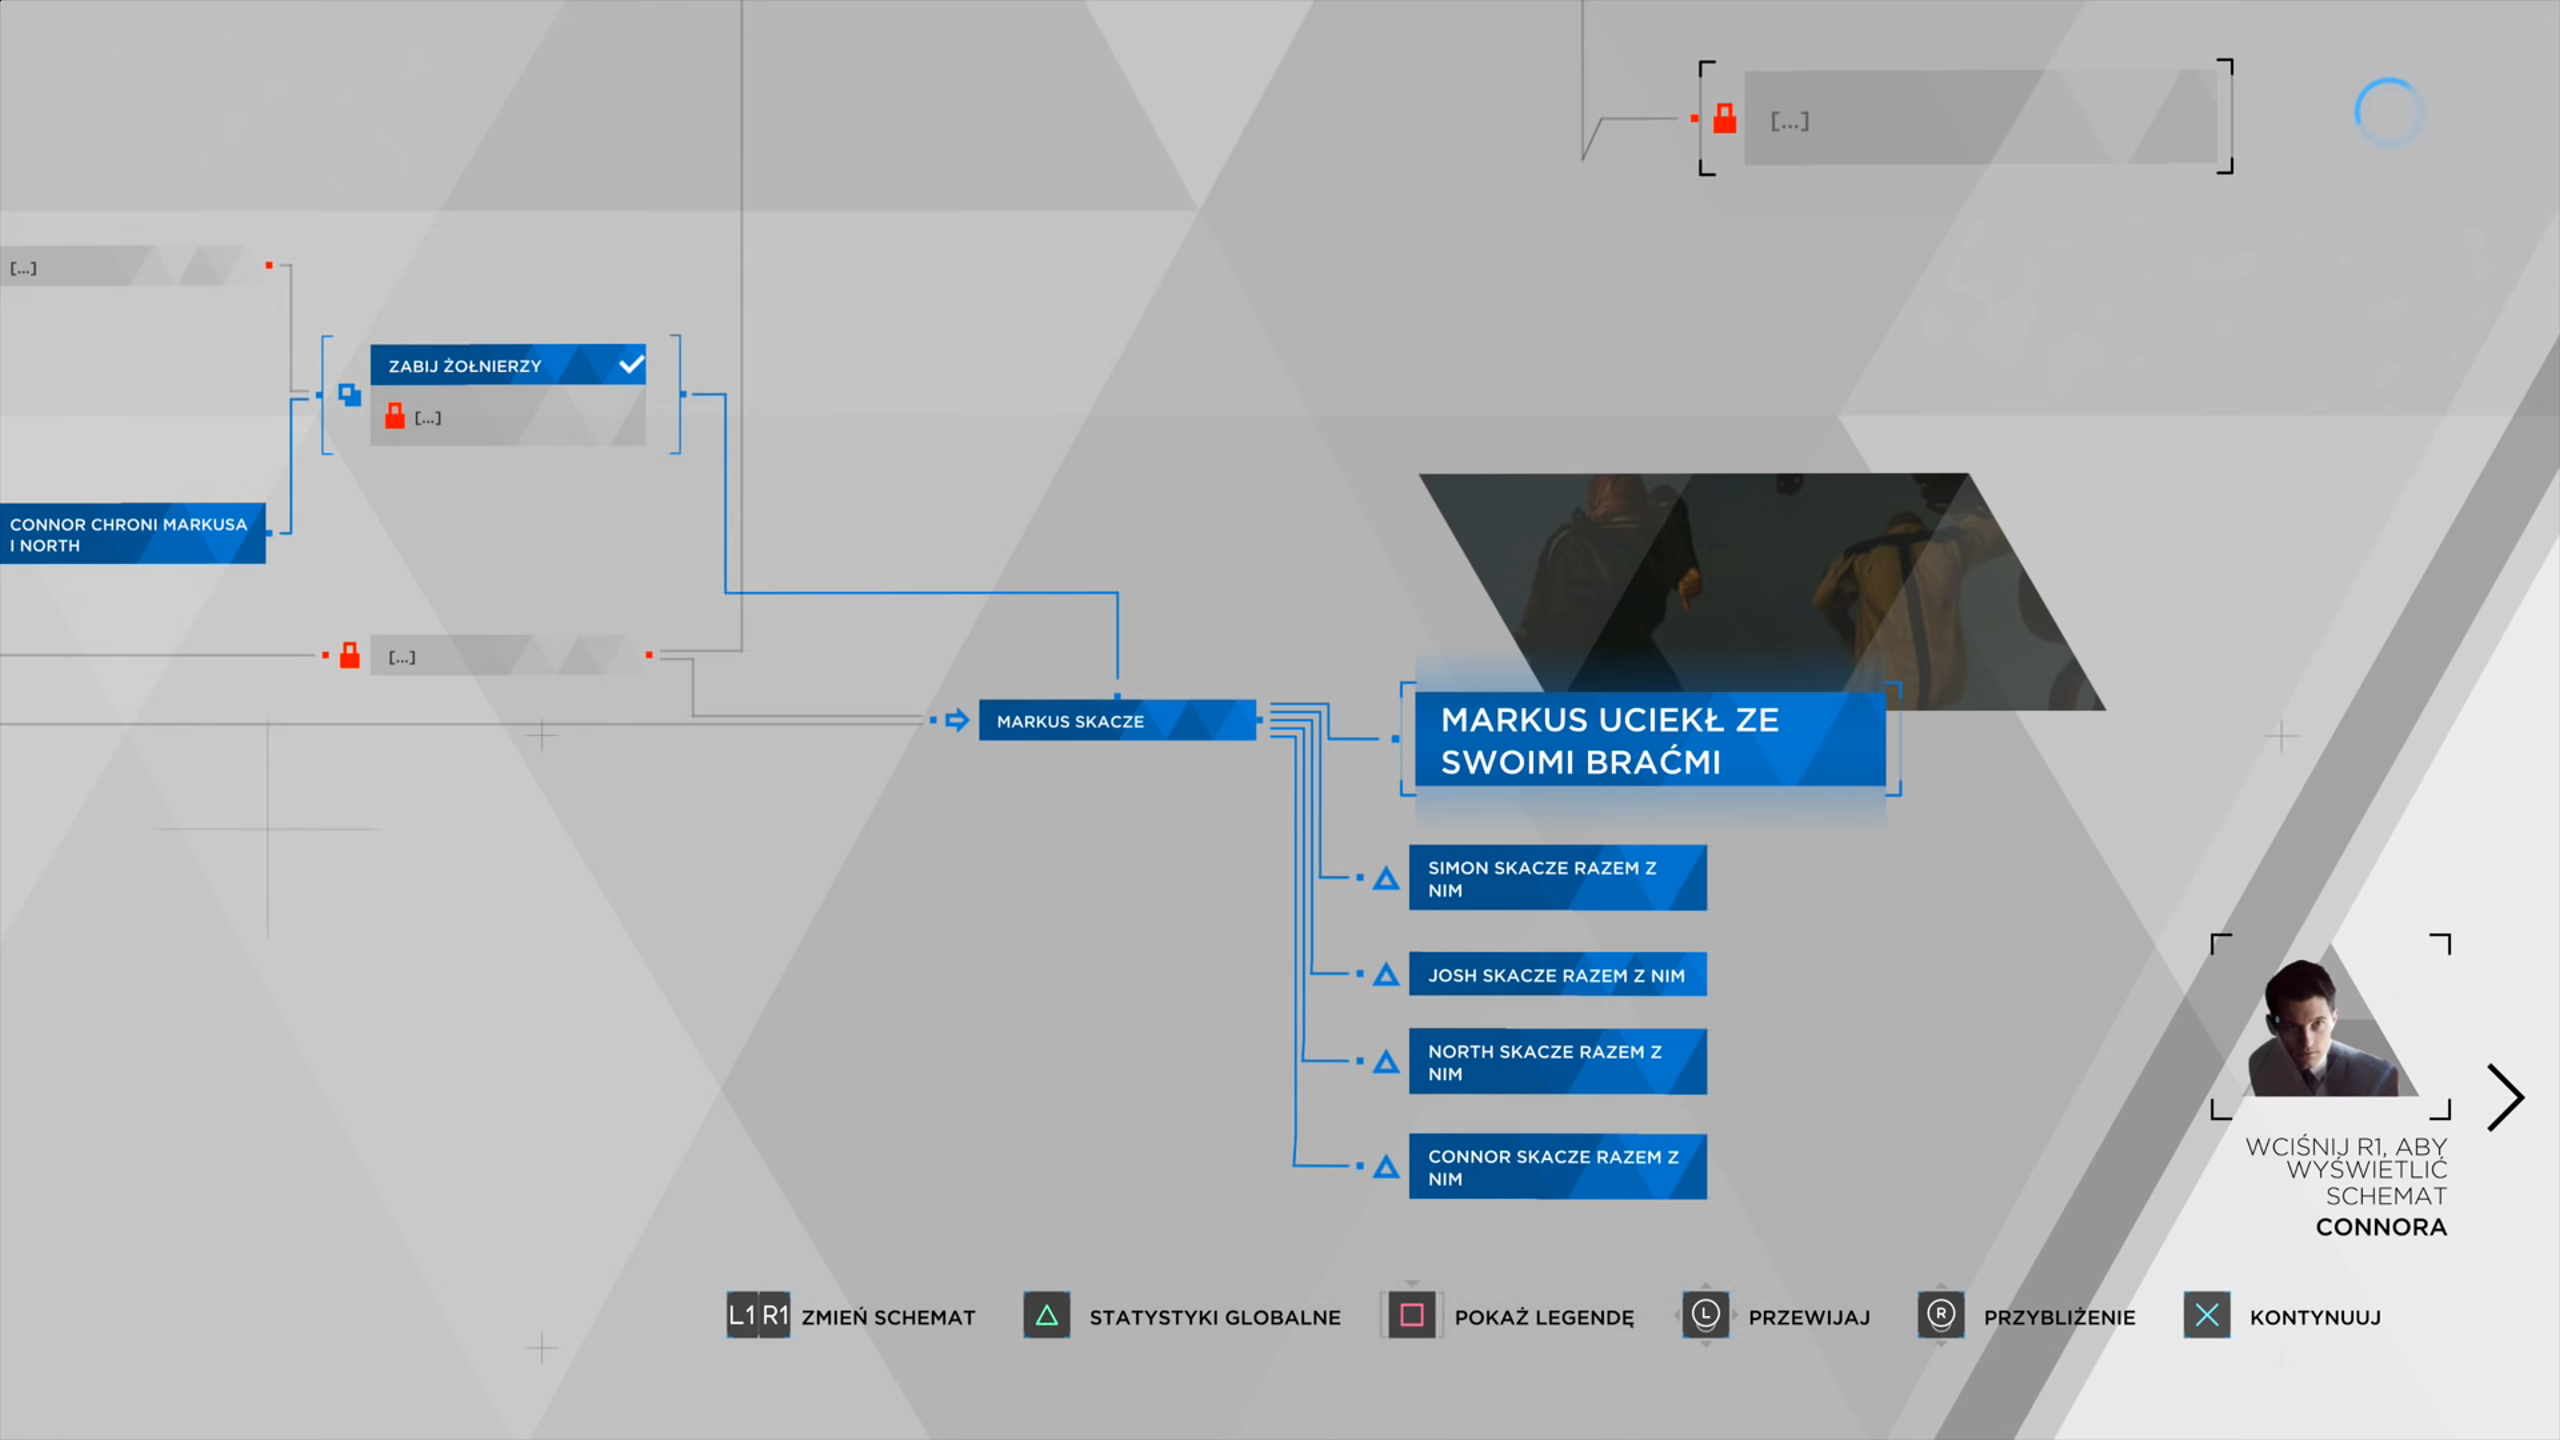 [...]
[...]
ZABIJ ŻOŁNIERZY
[...]
CONNOR CHRONI MARKUSA
I NORTH
[...]
MARKUS SKACZE
MARKUS UCIEKŁ ZE
SWOIMI BRAĆMI
SIMON SKACZE RAZEM Z
NIM
JOSH SKACZE RAZEM Z NIM
NORTH SKACZE RAZEM Z
NIM
CONNOR SKACZE RAZEM Z
NIM
WCIŚNIJ R1, ABY
WYŚWIETLIĆ
SCHEMAT
CONNORA
L1 R1 ZMIEŃ SCHEMAT STATYSTYKI GLOBALNE POKAŻ LEGENDĘ L PRZEWIJAJ R PRZYBLIŻENIE KONTYNUUJ